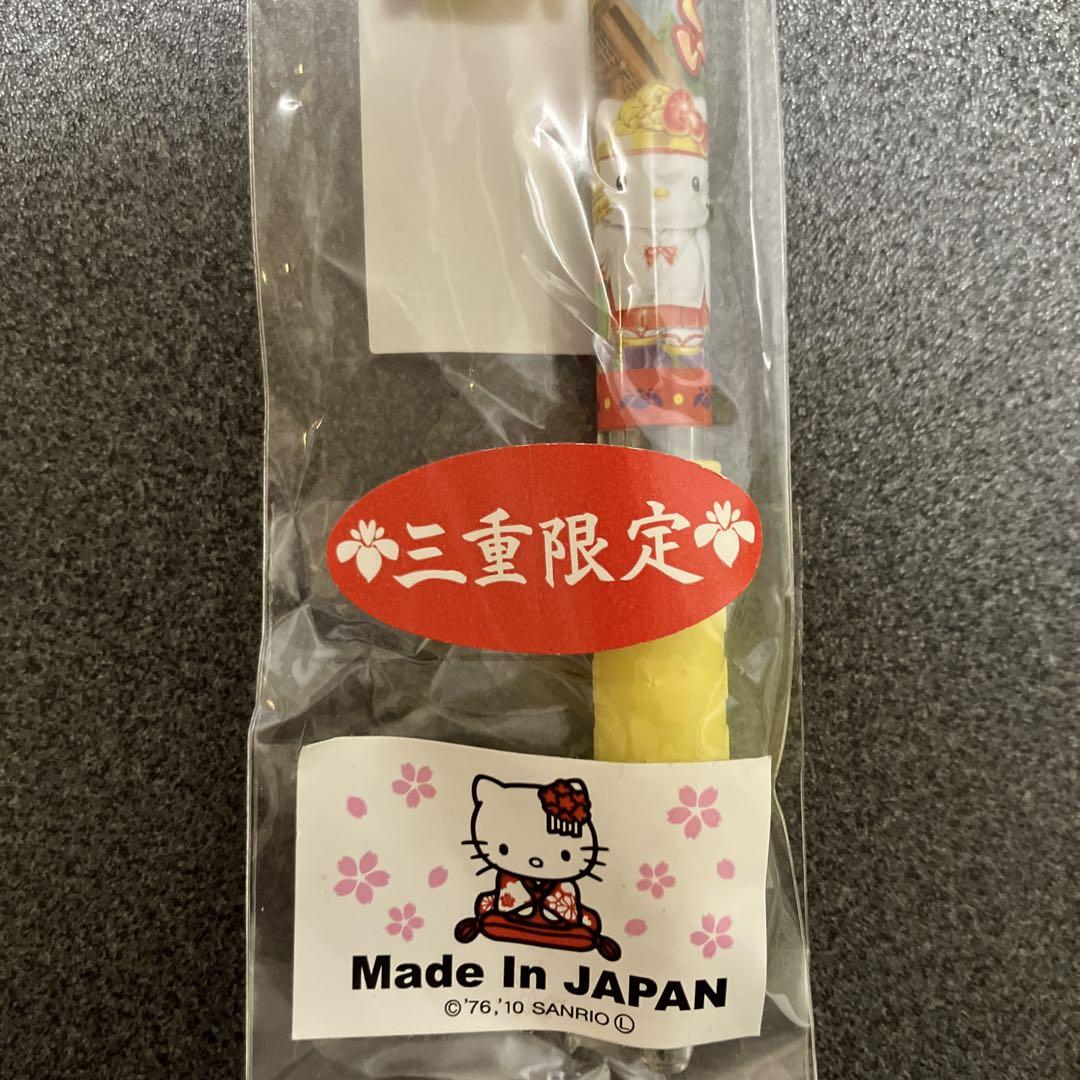 三重限定
Made In JAPAN
©'76,'10 SANRIO Ⓛ